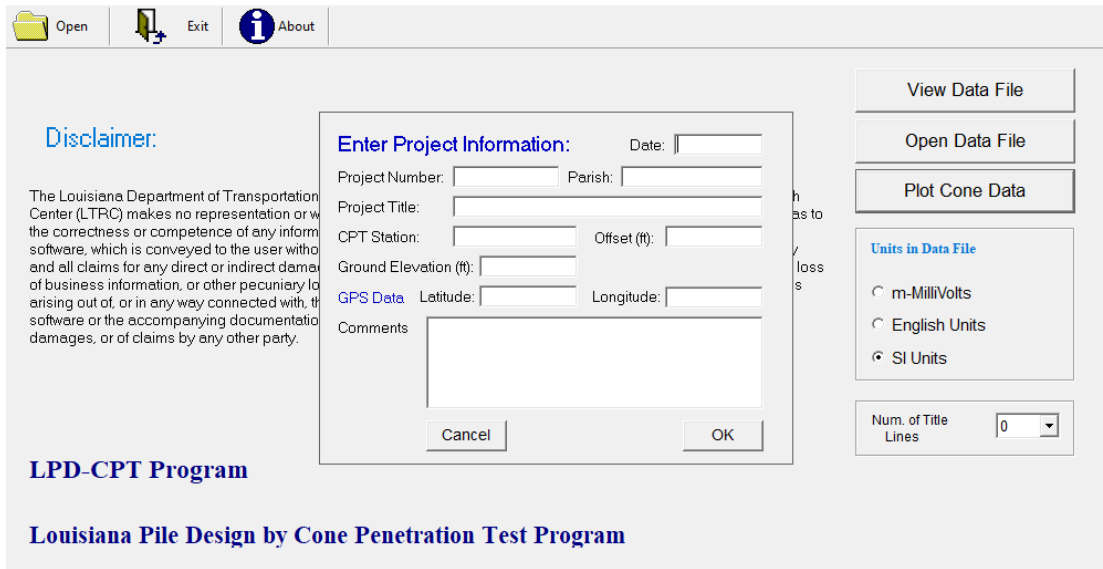 Open Exit About
View Data File
Disclaimer:
Open Data File
Enter Project Information: Date:
Project Number: Parish:
Plot Cone Data
The Louisiana Department of Transportation
Center (LTRC) makes no representation or as to
Project Title:
the correctness or competence of any
CPT Station: Offset (ft):
software, which is conveyed to the user
Units in Data File
and all claims for any direct or indirect loss
Ground Elevation (ft):
of business information, or other pecuniary
m-MilliVolts
GPS Data Latitude: Longitude:
arising out of, or in any way connected with,
software or the accompanying
English Units
Comments
damages, or of claims by any other party.
SI Units
Num. of Title
Lines
0
Cancel OK
LPD-CPT Program
Louisiana Pile Design by Cone Penetration Test Program